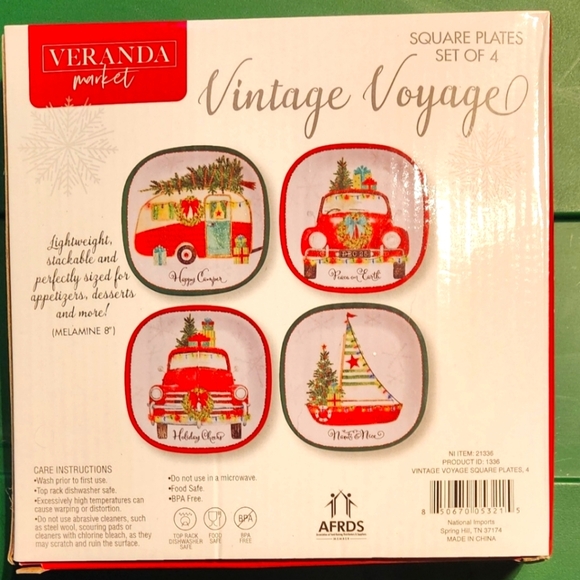 VERANDA
market
SQUARE PLATES
SET OF 4
Vintage Voyage
Lightweight,
stackable and
perfectly sized for
appetizers, desserts
and more!
(MELAMINE 8")
Happy Camper
Peace on Earth
Holiday Cheer
CARE INSTRUCTIONS
•Wash prior to first use.
•Top rack dishwasher safe.
•Excessively high temperatures can
cause warping or distortion.
•Do not use abrasive cleaners, such
as steel wool, scouring pads or
cleaners with chlorine bleach, as they
may scratch and ruin the surface.
•Do not use in a microwave.
•Food Safe.
•BPA Free.
BPA
TOP RACK
DISHWASHER
SAFE
FOOD
SAFE
BPA
FREE
AFRDS
NI ITEM: 21336
PRODUCT ID: 1336
VINTAGE VOYAGE SQUARE PLATES, 4
8 50670 05321 5
National Imports
Spring Hill, TN 37174
MADE IN CHINA